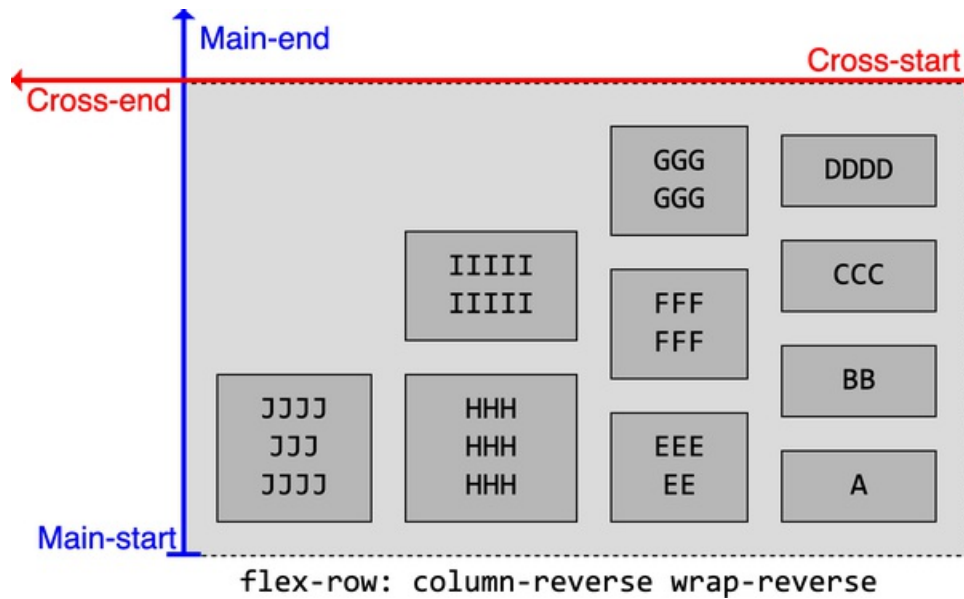 Main-end
Cross-start
Cross-end
GGG
GGG
DDDD
IIIII
IIIII
FFF
FFF
CCC
BB
JJJJ
JJJ
JJJJ
HHH
HHH
HHH
EEE
EE
A
Main-start
flex-row: column-reverse wrap-reverse